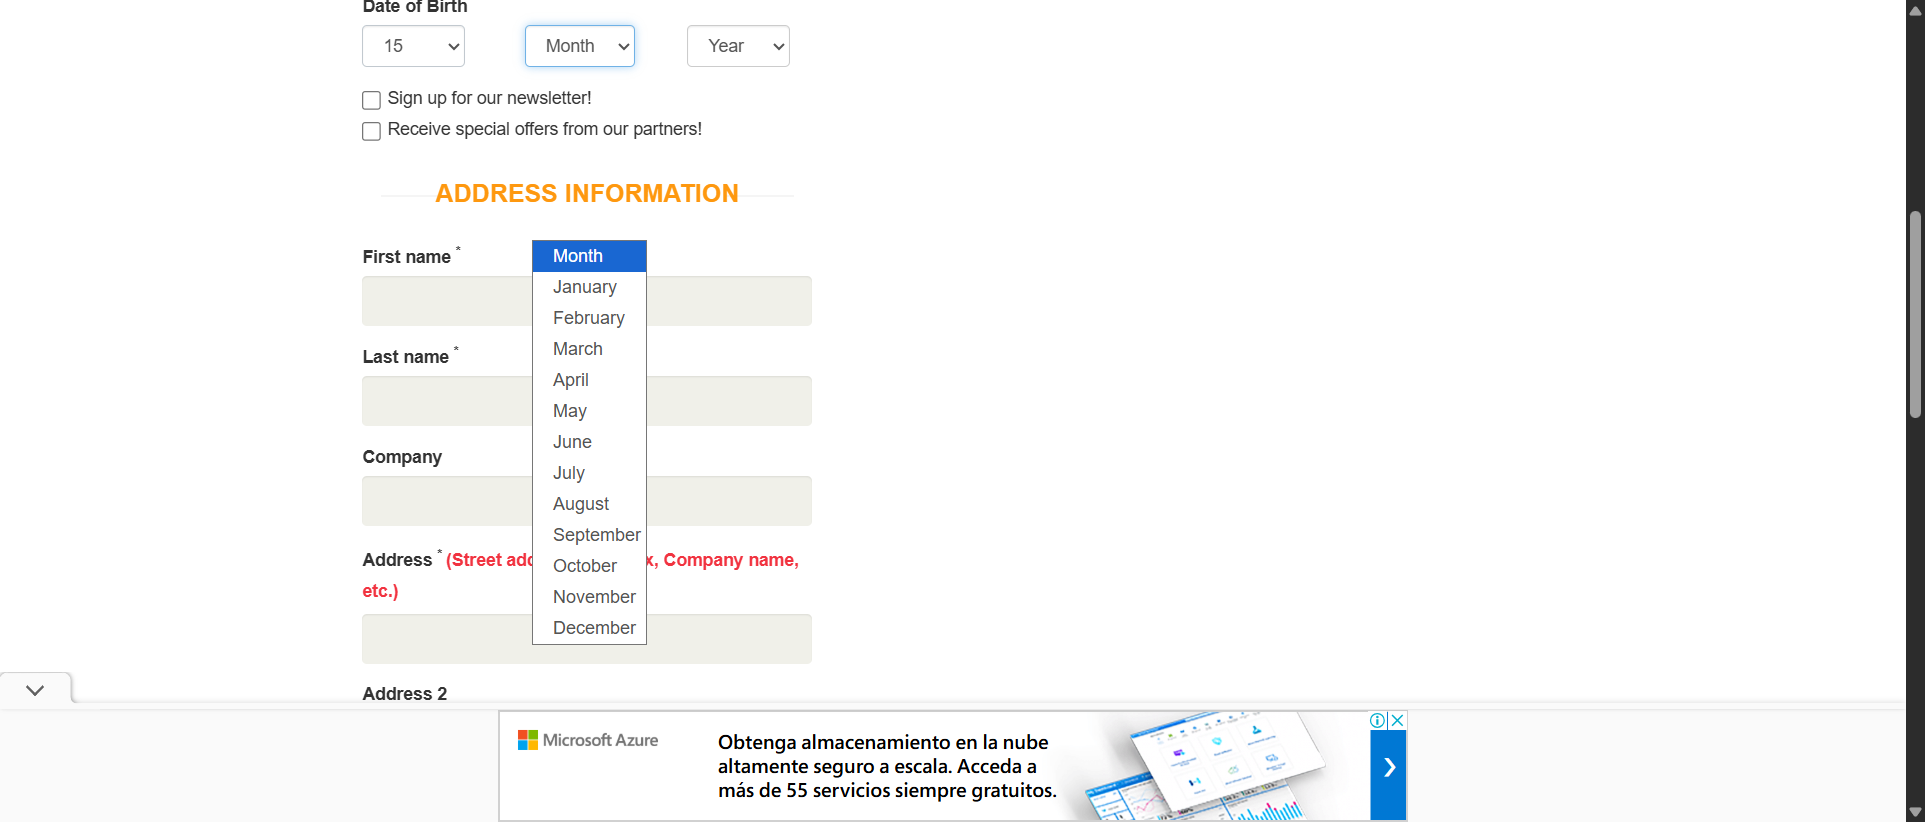 Date of Birth
15
Month
Year
Sign up for our newsletter!
Receive special offers from our partners!
ADDRESS INFORMATION
First name *
Month
January
February
March
April
May
June
July
August
September
October
November
December
Last name *
Company
Address * (Street add
x, Company name,
etc.)
Address 2
Microsoft Azure
Obtenga almacenamiento en la nube
altamente seguro a escala. Acceda a
más de 55 servicios siempre gratuitos.